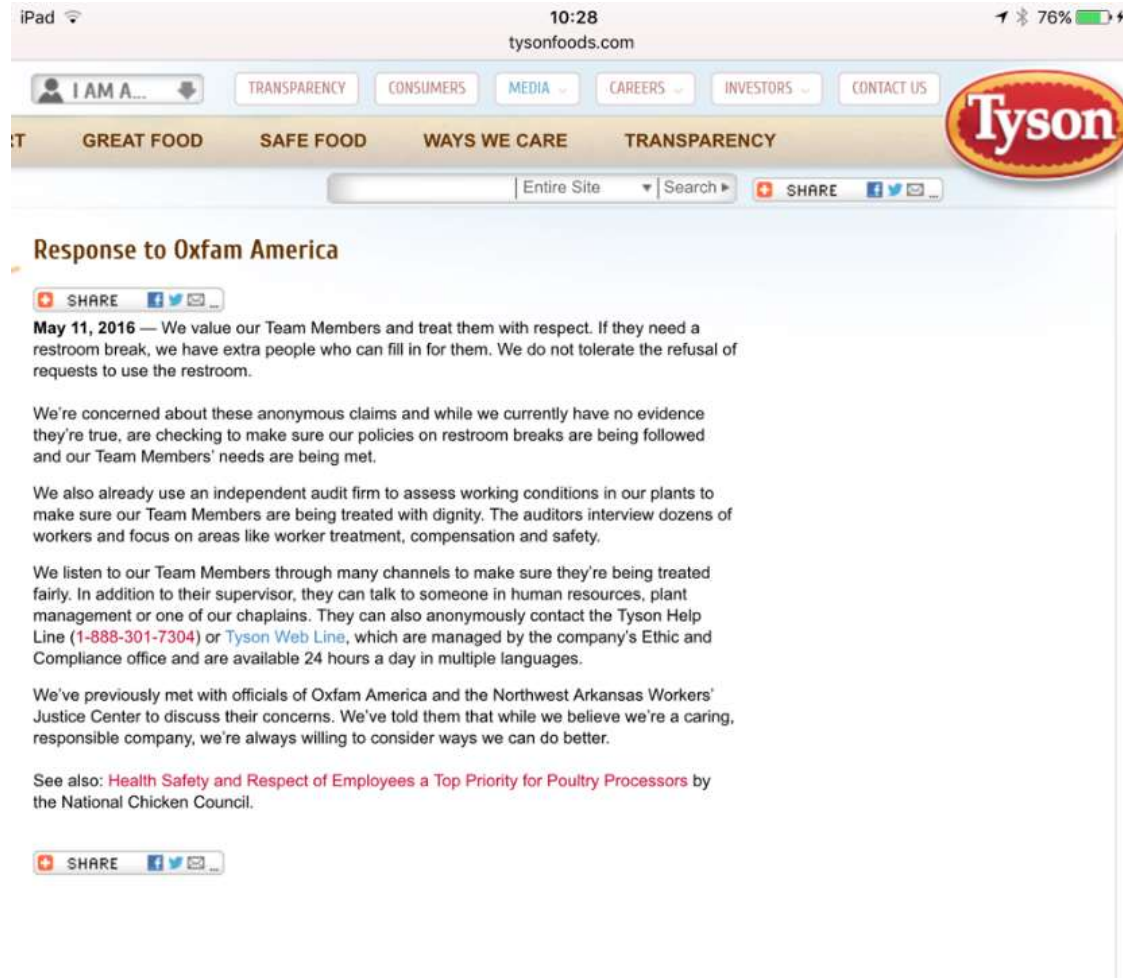 iPad 10:28 76%
tysonfoods.com
I AM A... TRANSPARENCY CONSUMERS MEDIA CAREERS INVESTORS CONTACT US
Tyson
RT GREAT FOOD SAFE FOOD WAYS WE CARE TRANSPARENCY
Entire Site Search SHARE ...
Response to Oxfam America
SHARE ...
May 11, 2016 — We value our Team Members and treat them with respect. If they need a
restroom break, we have extra people who can fill in for them. We do not tolerate the refusal of
requests to use the restroom.
We're concerned about these anonymous claims and while we currently have no evidence
they're true, are checking to make sure our policies on restroom breaks are being followed
and our Team Members' needs are being met.
We also already use an independent audit firm to assess working conditions in our plants to
make sure our Team Members are being treated with dignity. The auditors interview dozens of
workers and focus on areas like worker treatment, compensation and safety.
We listen to our Team Members through many channels to make sure they're being treated
fairly. In addition to their supervisor, they can talk to someone in human resources, plant
management or one of our chaplains. They can also anonymously contact the Tyson Help
Line (1-888-301-7304) or Tyson Web Line, which are managed by the company's Ethic and
Compliance office and are available 24 hours a day in multiple languages.
We've previously met with officials of Oxfam America and the Northwest Arkansas Workers'
Justice Center to discuss their concerns. We've told them that while we believe we're a caring,
responsible company, we're always willing to consider ways we can do better.
See also: Health Safety and Respect of Employees a Top Priority for Poultry Processors by
the National Chicken Council.
SHARE ...